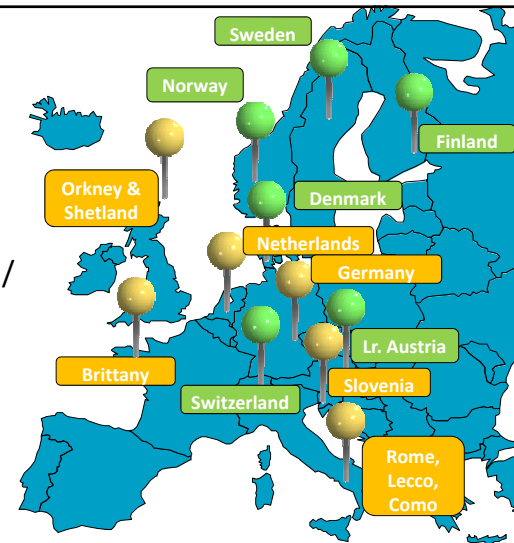 Sweden
Norway
Finland
Orkney &
Shetland
Denmark
Netherlands
/
Germany
Lr. Austria
Brittany
Slovenia
Switzerland
Rome,
Lecco,
Como